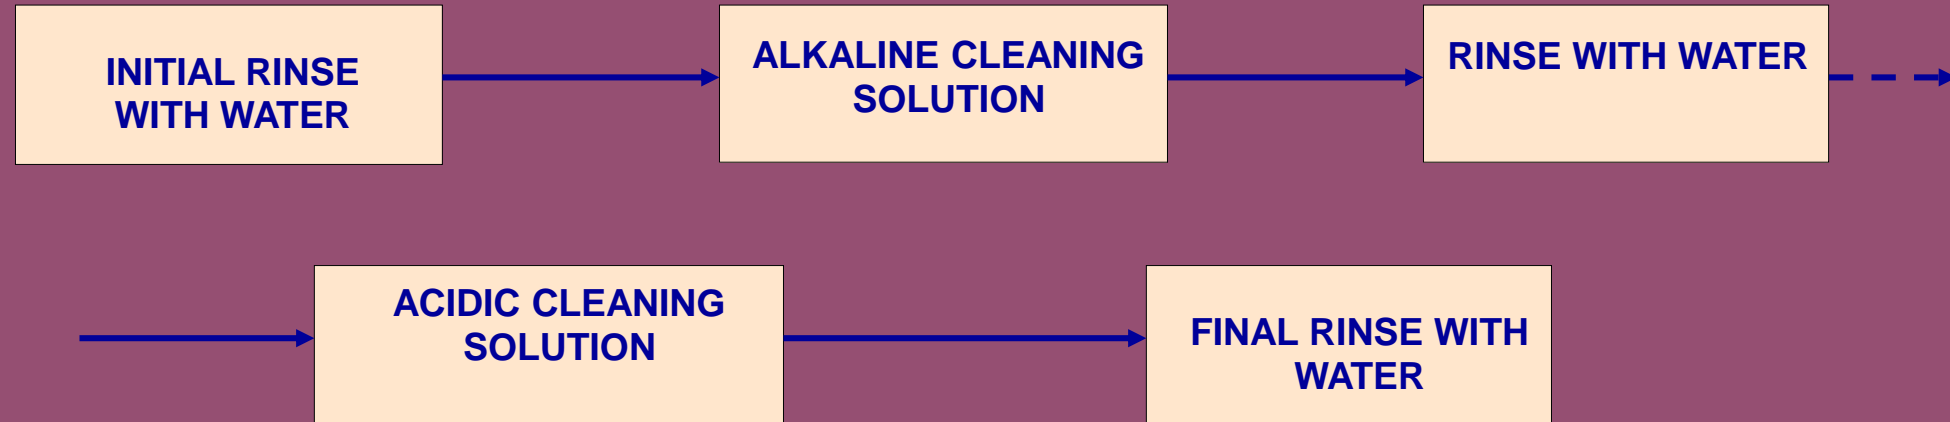 INITIAL RINSE
WITH WATER
ALKALINE CLEANING
SOLUTION
RINSE WITH WATER
ACIDIC CLEANING
SOLUTION
FINAL RINSE WITH
WATER